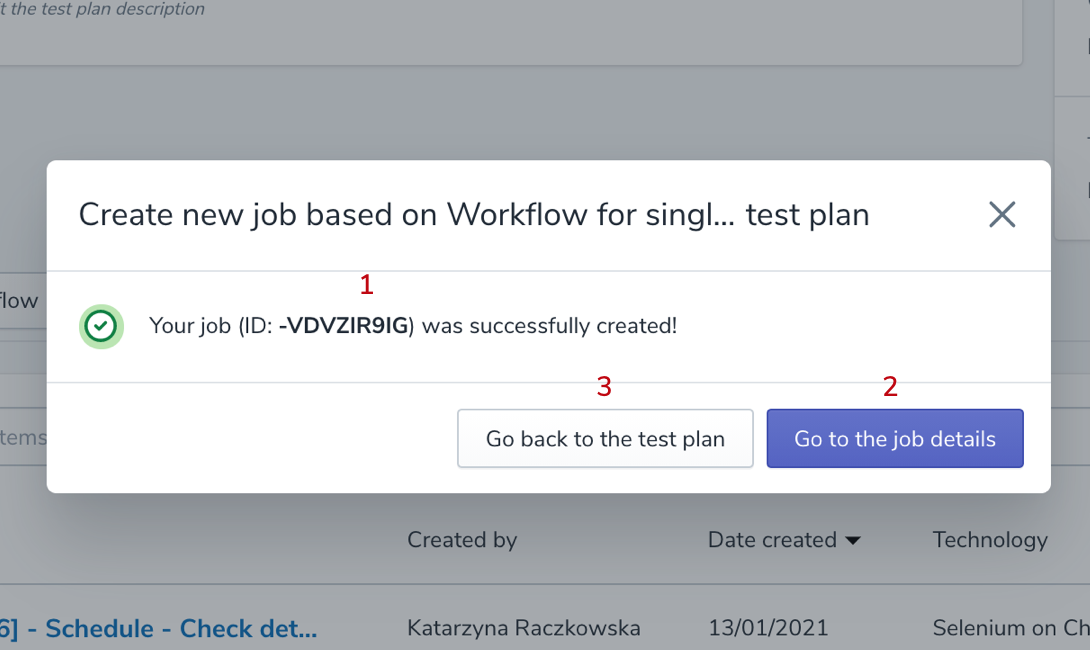 t the test plan description
Create new job based on Workflow for singl... test plan
1
flow
Your job (ID: -VDVZIR9IG) was successfully created!
3
2
tems
Go back to the test plan
Go to the job details
Created by
Date created
Technology
6] - Schedule - Check det...
Katarzyna Raczkowska
13/01/2021
Selenium on Ch